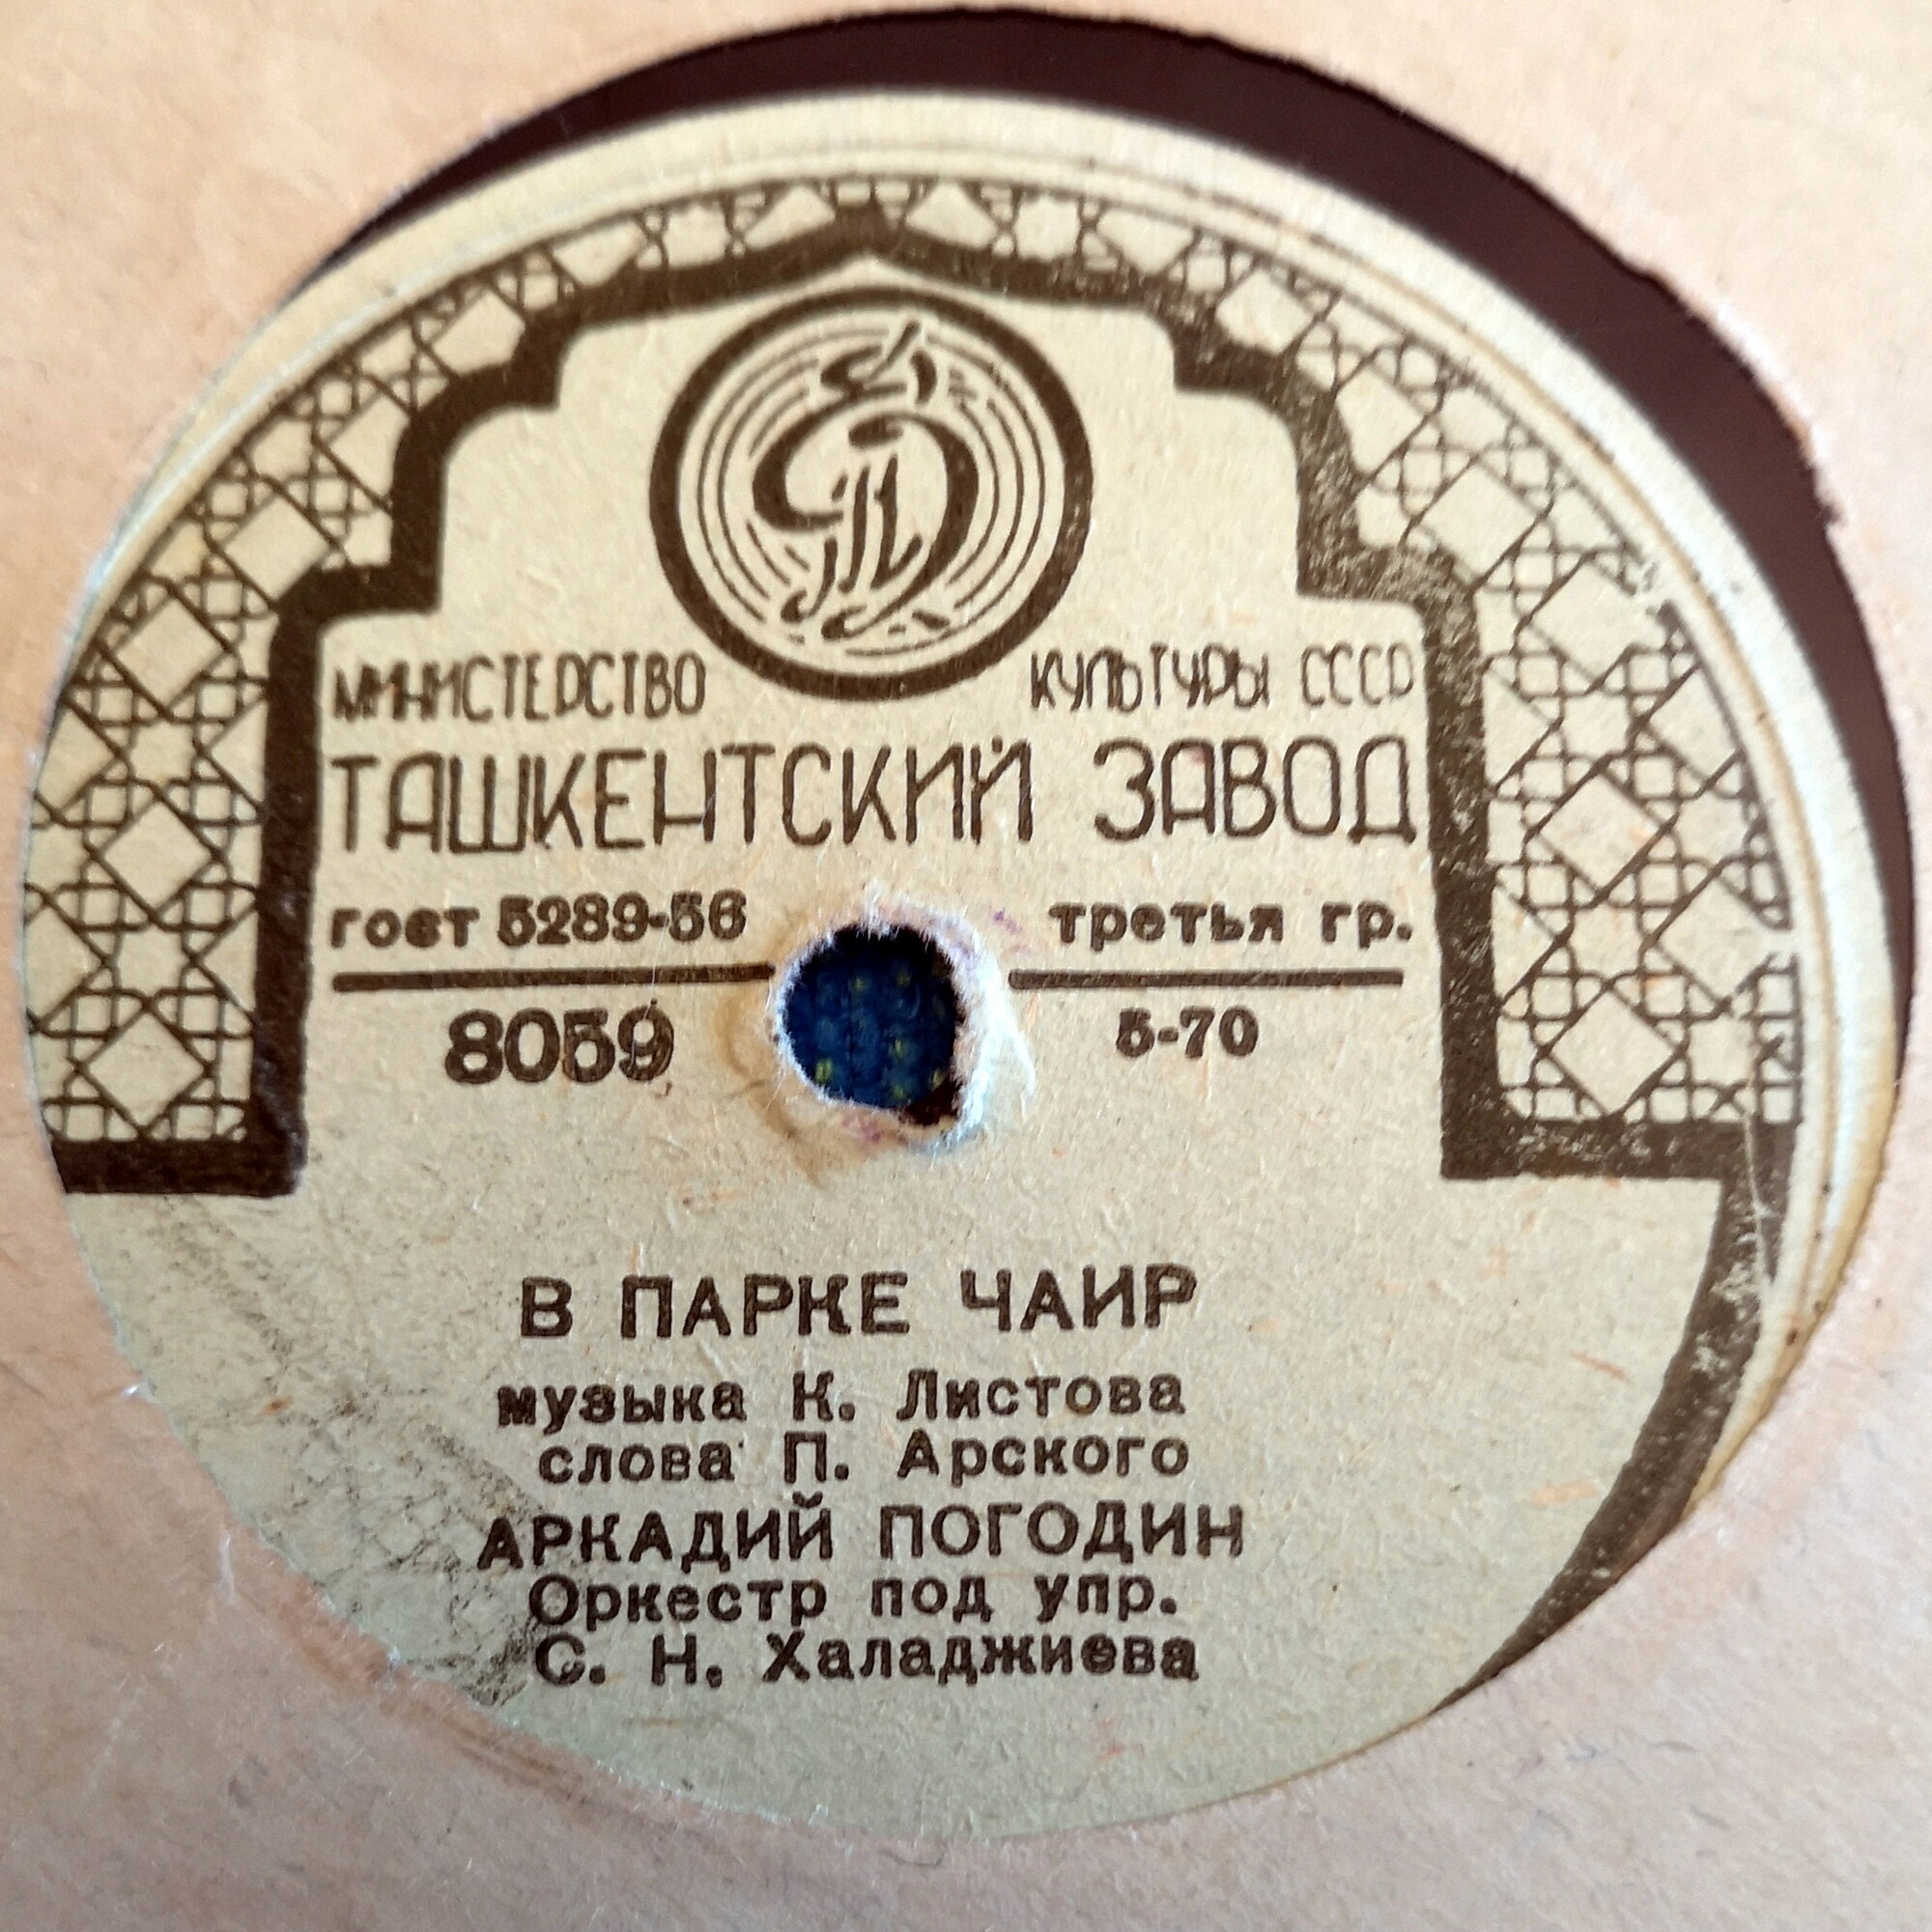 МИНИСТЕРСТВО КУЛЬТУРЫ СССР
ТАШКЕНТСКИЙ ЗАВОД
гост 5289-56 третья гр.
8059 5-70
В ПАРКЕ ЧАИР
музыка К. Листова
слова П. Арского
АРКАДИЙ ПОГОДИН
Оркестр под упр.
С. Н. Халаджиева